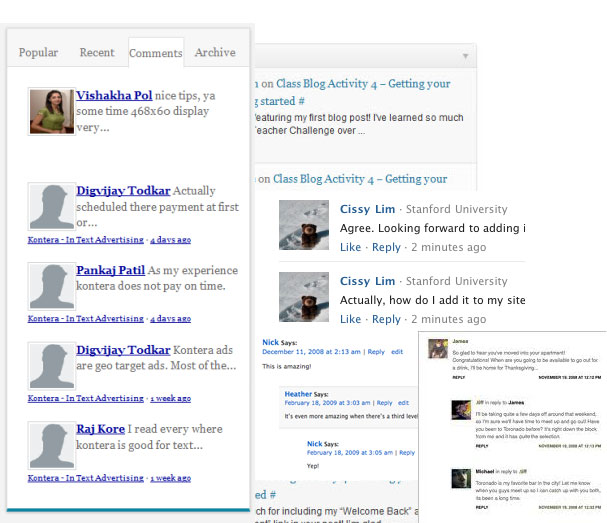 Popular Recent Comments Archive
Vishakha Pol nice tips, ya
some time 468x60 display
very...
Digvijay Todkar Actually
scheduled there payment at first
or...
Kontera - In Text Advertising · 4 days ago
Pankaj Patil As my experience
kontera does not pay on time.
Kontera - In Text Advertising · 4 days ago
Digvijay Todkar Kontera ads
are geo target ads. Most of the...
Kontera - In Text Advertising · 1 week ago
Raj Kore I read every where
kontera is good for text...
Kontera - In Text Advertising · 1 week ago
on Class Blog Activity 4 – Getting your
started #
featuring my first blog post! I've learned so much
Teacher Challenge over ...
on Class Blog Activity 4 – Getting your
Cissy Lim · Stanford University
Agree. Looking forward to adding i
Like · Reply · 2 minutes ago
Cissy Lim · Stanford University
Actually, how do I add it to my site
Like · Reply · 2 minutes ago
Nick Says:
December 11, 2008 at 2:13 am | Reply edit
This is amazing!
Heather Says:
February 18, 2009 at 3:03 am | Reply edit
It's even more amazing when there's a third level
Nick Says:
February 18, 2009 at 3:05 am | Reply
Yep!
ed #
ch for including my "Welcome Back" a
James
So glad to hear you've moved into your apartment!
Congratulations! When are you going to be available to go out for
a drink, I'll be home for Thanksgiving...
REPLY NOVEMBER 19, 2008 AT 12:32 PM
Jiff in reply to James
I'll be taking quite a few days off around that weekend,
so I'm sure we'll have time to meet up and go out! Have
you been to Toronado before? It's right down the block
from me and it has quite the selection.
REPLY NOVEMBER 19, 2008 AT 12:13 PM
Michael in reply to Jiff
Toronado is my favorite bar in the city! Let me know
when you guys meet up so I can catch up with you both,
its been a long time.
REPLY NOVEMBER 19, 2008 AT 12:52 PM